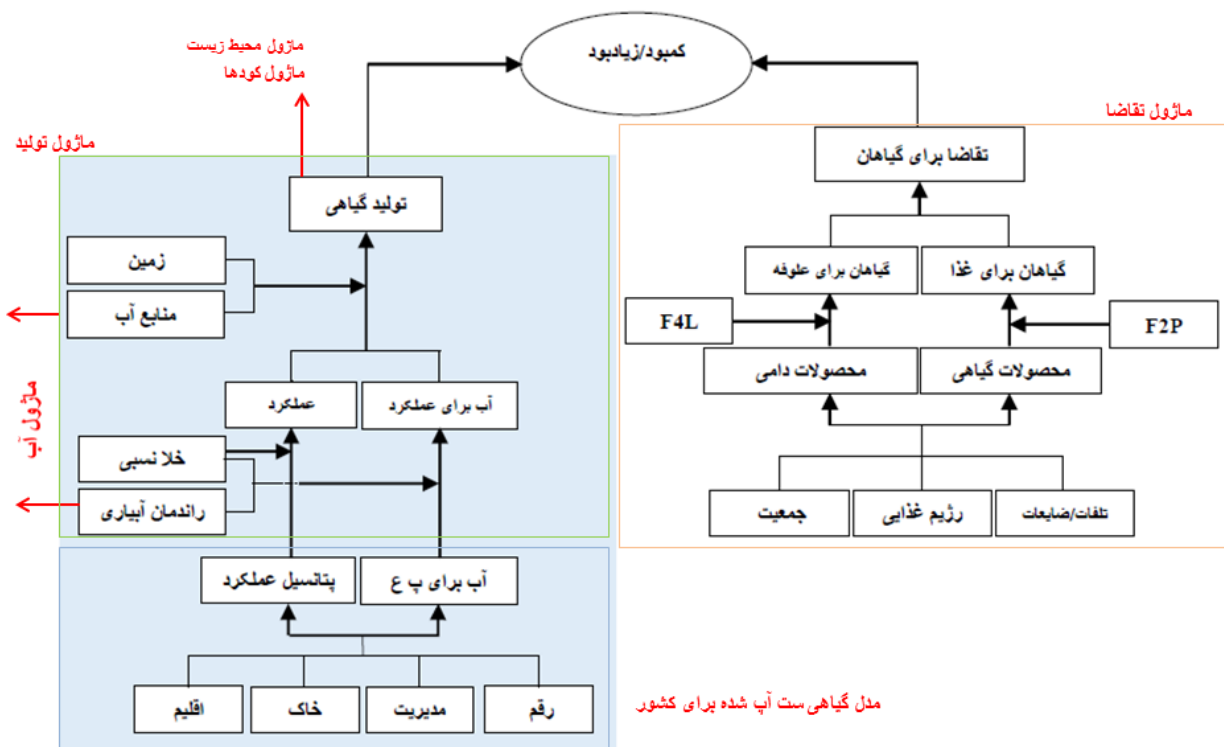 ماژول محیط زیست
ماژول کودها
کمبود/زیادبود
ماژول تقاضا
ماژول تولید
تقاضا برای گیاهان
تولید گیاهی
زمین
گیاهان برای علوفه
گیاهان برای غذا
منابع آب
F4L
F2P
محصولات دامی
محصولات گیاهی
عملکرد
آب برای عملکرد
ماژول آب
خلا نسبی
راندمان آبیاری
جمعیت
رژیم غذایی
تلفات/ضایعات
پتانسیل عملکرد
آب برای پ ع
اقلیم
خاک
مدیریت
رقم
مدل گیاهی ست آپ شده برای کشور